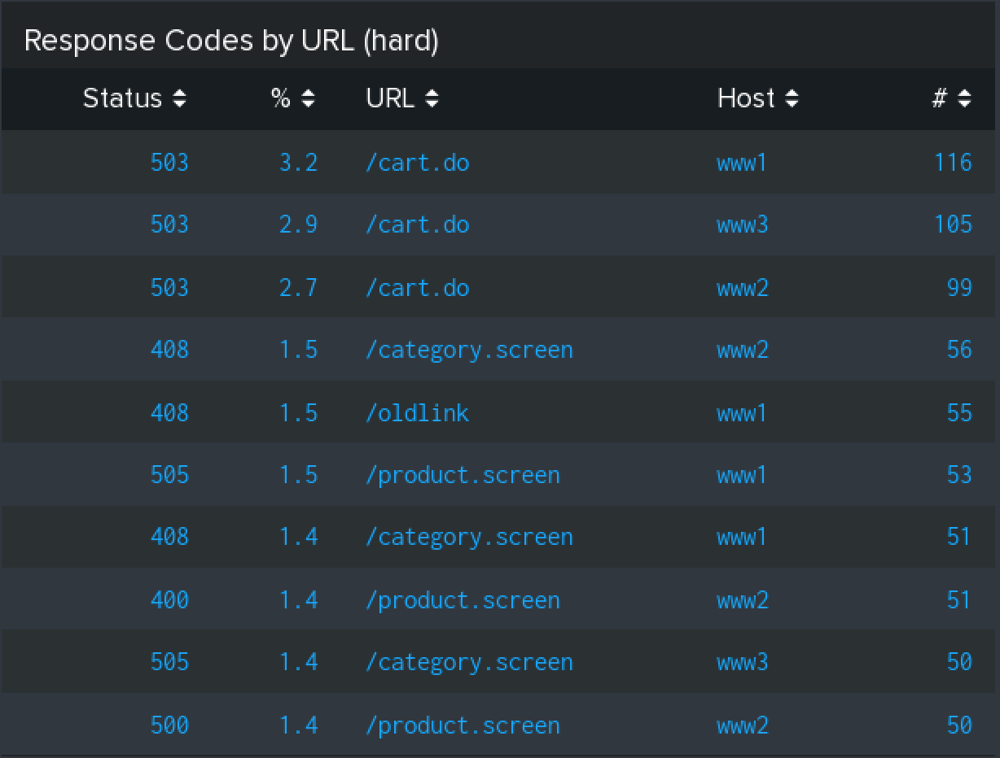 Response Codes by URL (hard)
Status % URL Host #
503 3.2 /cart.do www1 116
503 2.9 /cart.do www3 105
503 2.7 /cart.do www2 99
408 1.5 /category.screen www2 56
408 1.5 /oldlink www1 55
505 1.5 /product.screen www1 53
408 1.4 /category.screen www1 51
400 1.4 /product.screen www2 51
505 1.4 /category.screen www3 50
500 1.4 /product.screen www2 50